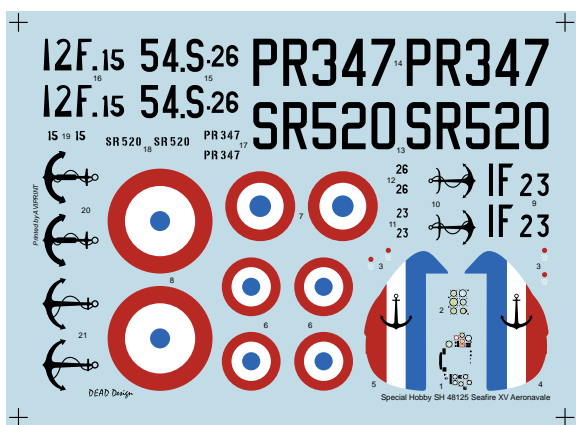 12F.15 54.S.26 PR347 PR347
16 15 14
12F.15 54.S.26 SR520 SR520
15 19 15 SR520 SR520 PR347 17
18 PR347 13
26
12 26 10 1F 23 9
20 7
23
11 23 1F 23
Printed by AVIPRINT
3 3
8
2
21 6 6
5 1 4
DEAD Design
Special Hobby SH 48125 Seafire XV Aeronavale